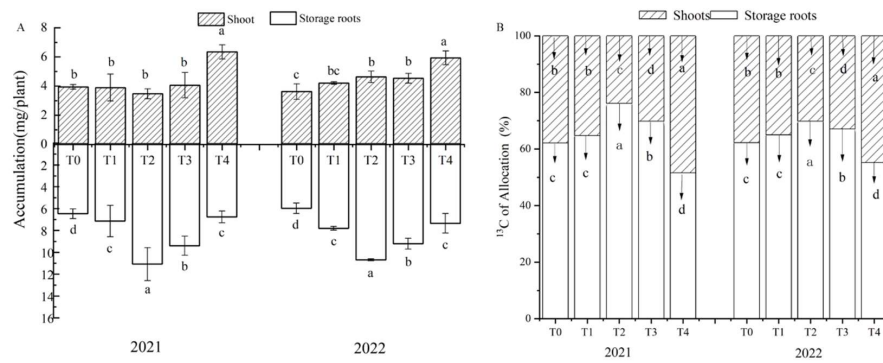 A
Shoot
Storage roots
Accumulation(mg/plant)
8
6
4
2
0
2
4
6
8
10
12
14
16
b b b b a
c bc b b a
T0 T1 T2 T3 T4
T0 T1 T2 T3 T4
d c a b c
d c a b c
2021 2022
B
Shoots
Storage roots
¹³C of Allocation (%)
100
80
60
40
20
0
b b c d a
b b c d a
c c a b d
c c a b d
T0 T1 T2 T3 T4
T0 T1 T2 T3 T4
2021 2022